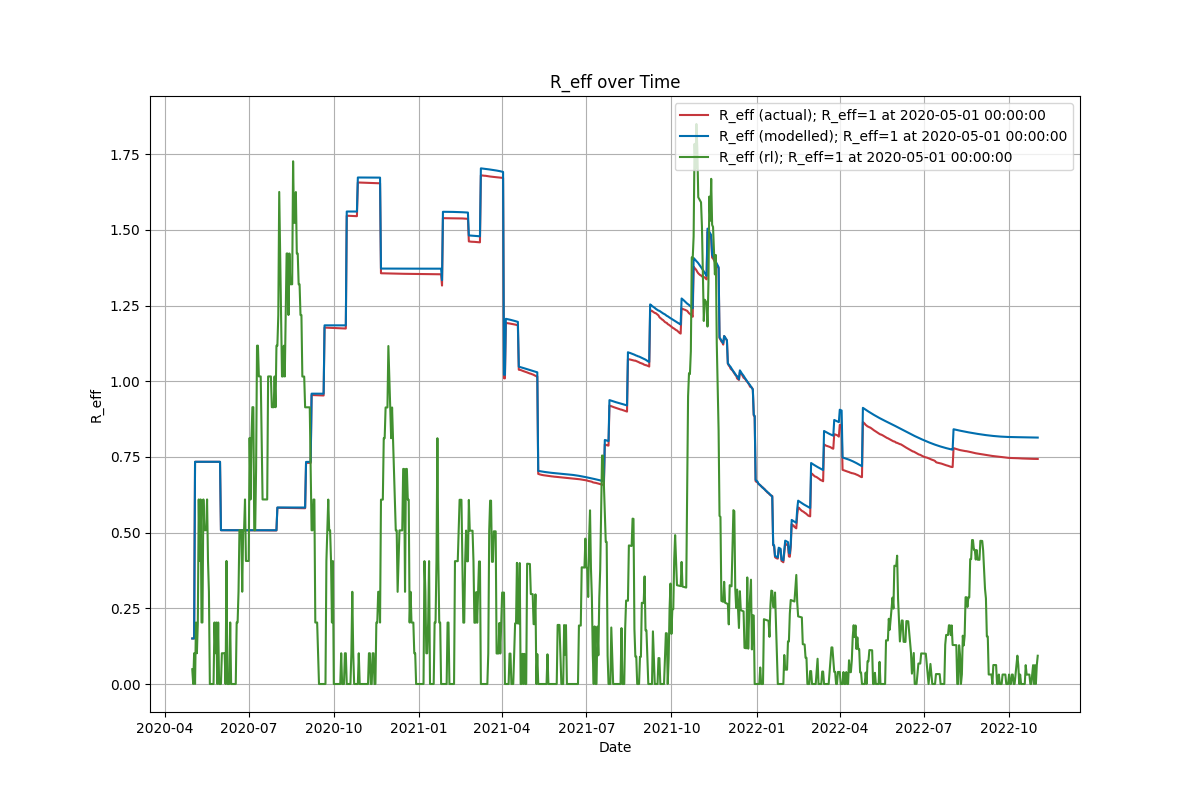 R_eff over Time
R_eff (actual); R_eff=1 at 2020-05-01 00:00:00
R_eff (modelled); R_eff=1 at 2020-05-01 00:00:00
R_eff (rl); R_eff=1 at 2020-05-01 00:00:00
R_eff
1.75
1.50
1.25
1.00
0.75
0.50
0.25
0.00
2020-04 2020-07 2020-10 2021-01 2021-04 2021-07 2021-10 2022-01 2022-04 2022-07 2022-10
Date